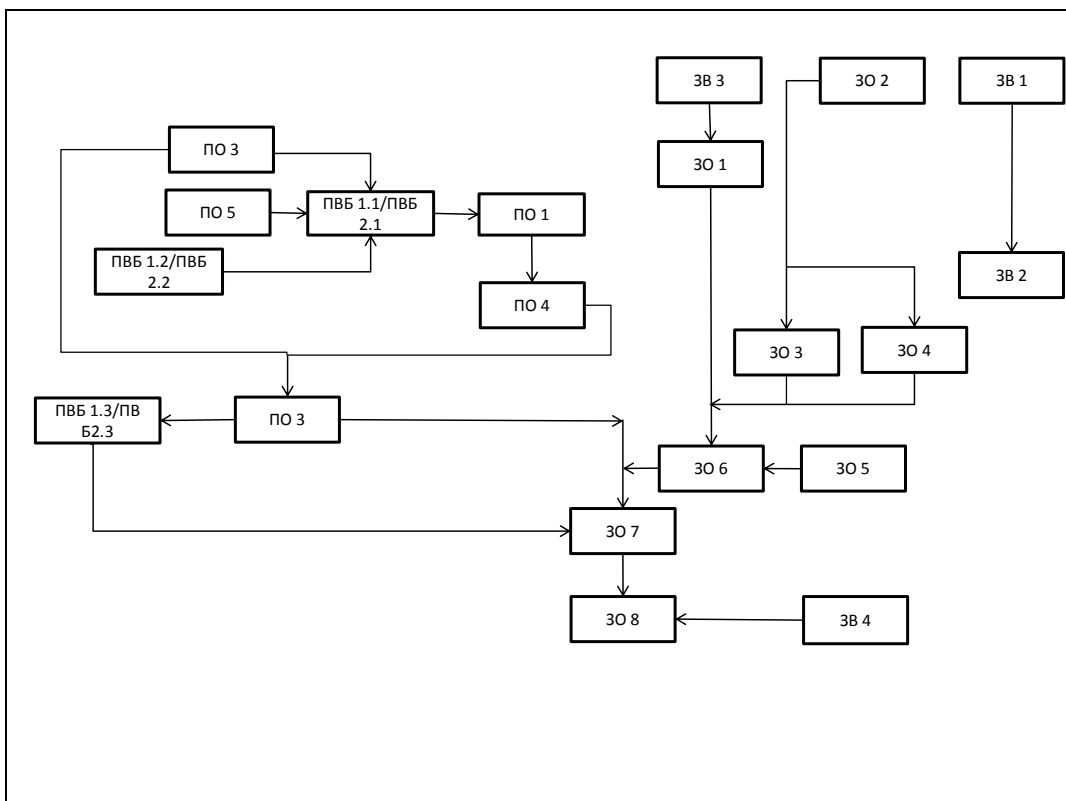 ЗВ 3
ЗО 2
ЗВ 1
ПО 3
ЗО 1
ПО 5
ПВБ 1.1/ПВБ
2.1
ПО 1
ПВБ 1.2/ПВБ
2.2
ЗВ 2
ПО 4
ЗО 3
ЗО 4
ПВБ 1.3/ПВ
Б2.3
ПО 3
ЗО 6
ЗО 5
ЗО 7
ЗО 8
ЗВ 4